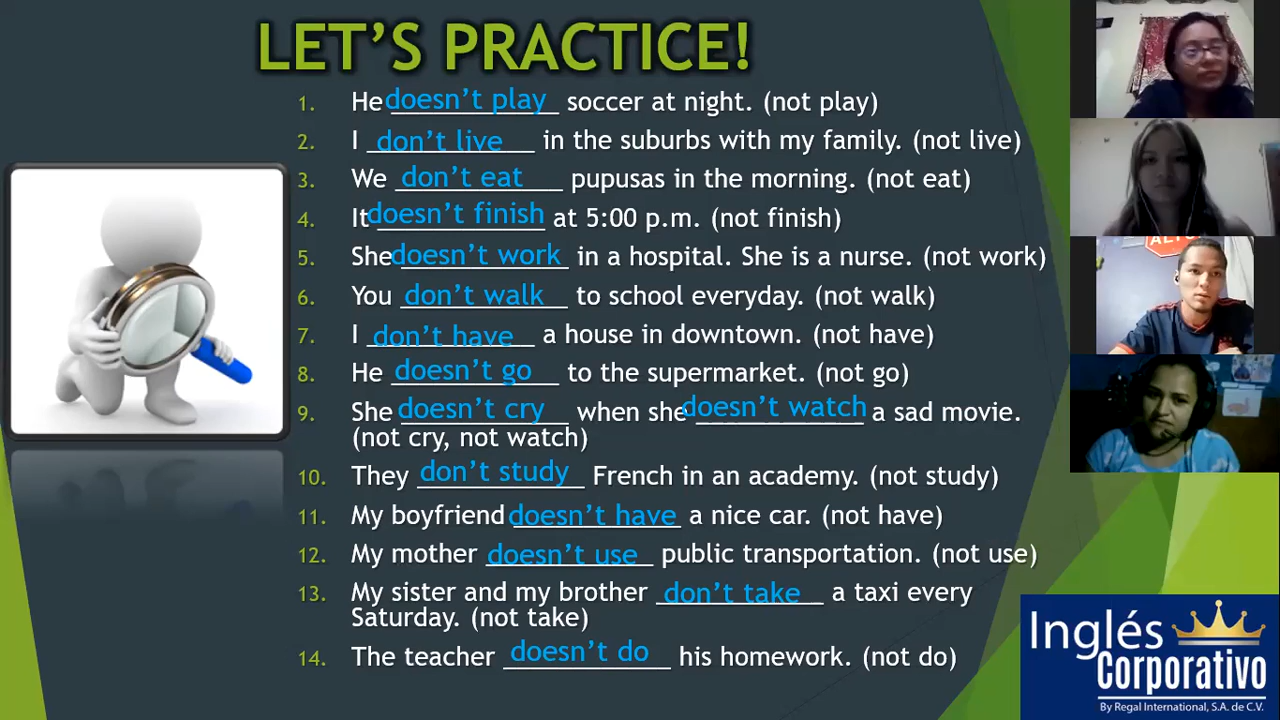 LET'S PRACTICE!
1. He doesn't play soccer at night. (not play)
2. I don't live in the suburbs with my family. (not live)
3. We don't eat pupusas in the morning. (not eat)
4. It doesn't finish at 5:00 p.m. (not finish)
5. She doesn't work in a hospital. She is a nurse. (not work)
6. You don't walk to school everyday. (not walk)
7. I don't have a house in downtown. (not have)
8. He doesn't go to the supermarket. (not go)
9. She doesn't cry when she doesn't watch a sad movie.
(not cry, not watch)
10. They don't study French in an academy. (not study)
11. My boyfriend doesn't have a nice car. (not have)
12. My mother doesn't use public transportation. (not use)
13. My sister and my brother don't take a taxi every
Saturday. (not take)
14. The teacher doesn't do his homework. (not do)
Inglés
Corporativo
By Regal International, S.A. de C.V.